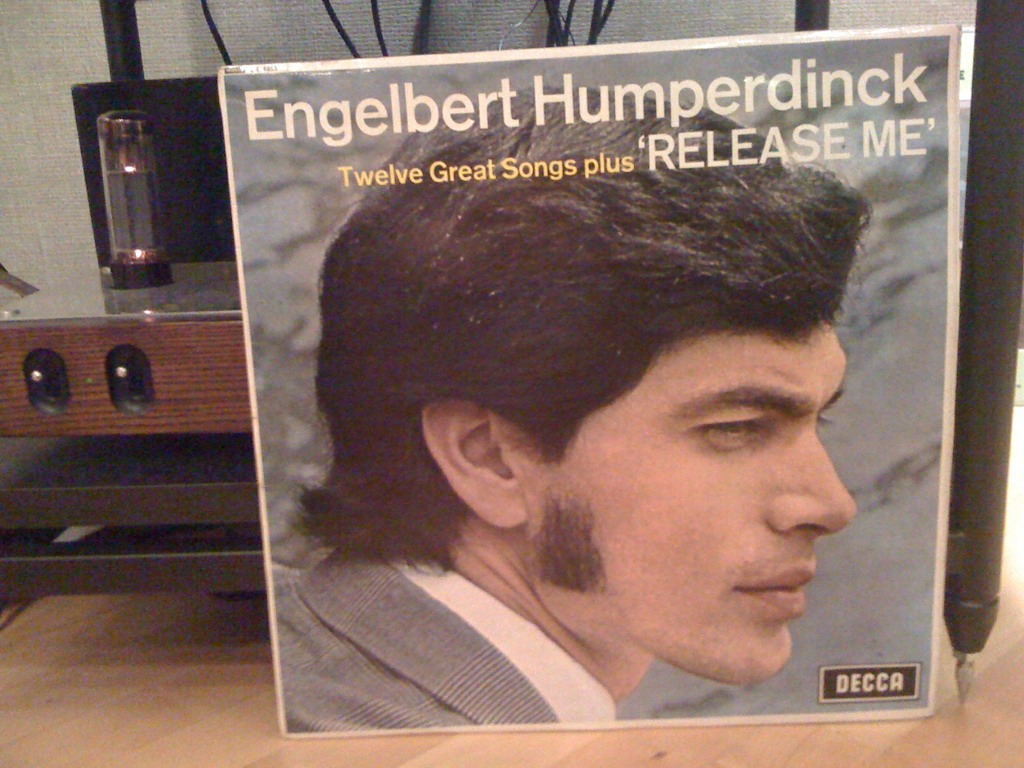 Engelbert Humperdinck
Twelve Great Songs plus 'RELEASE ME'
DECCA